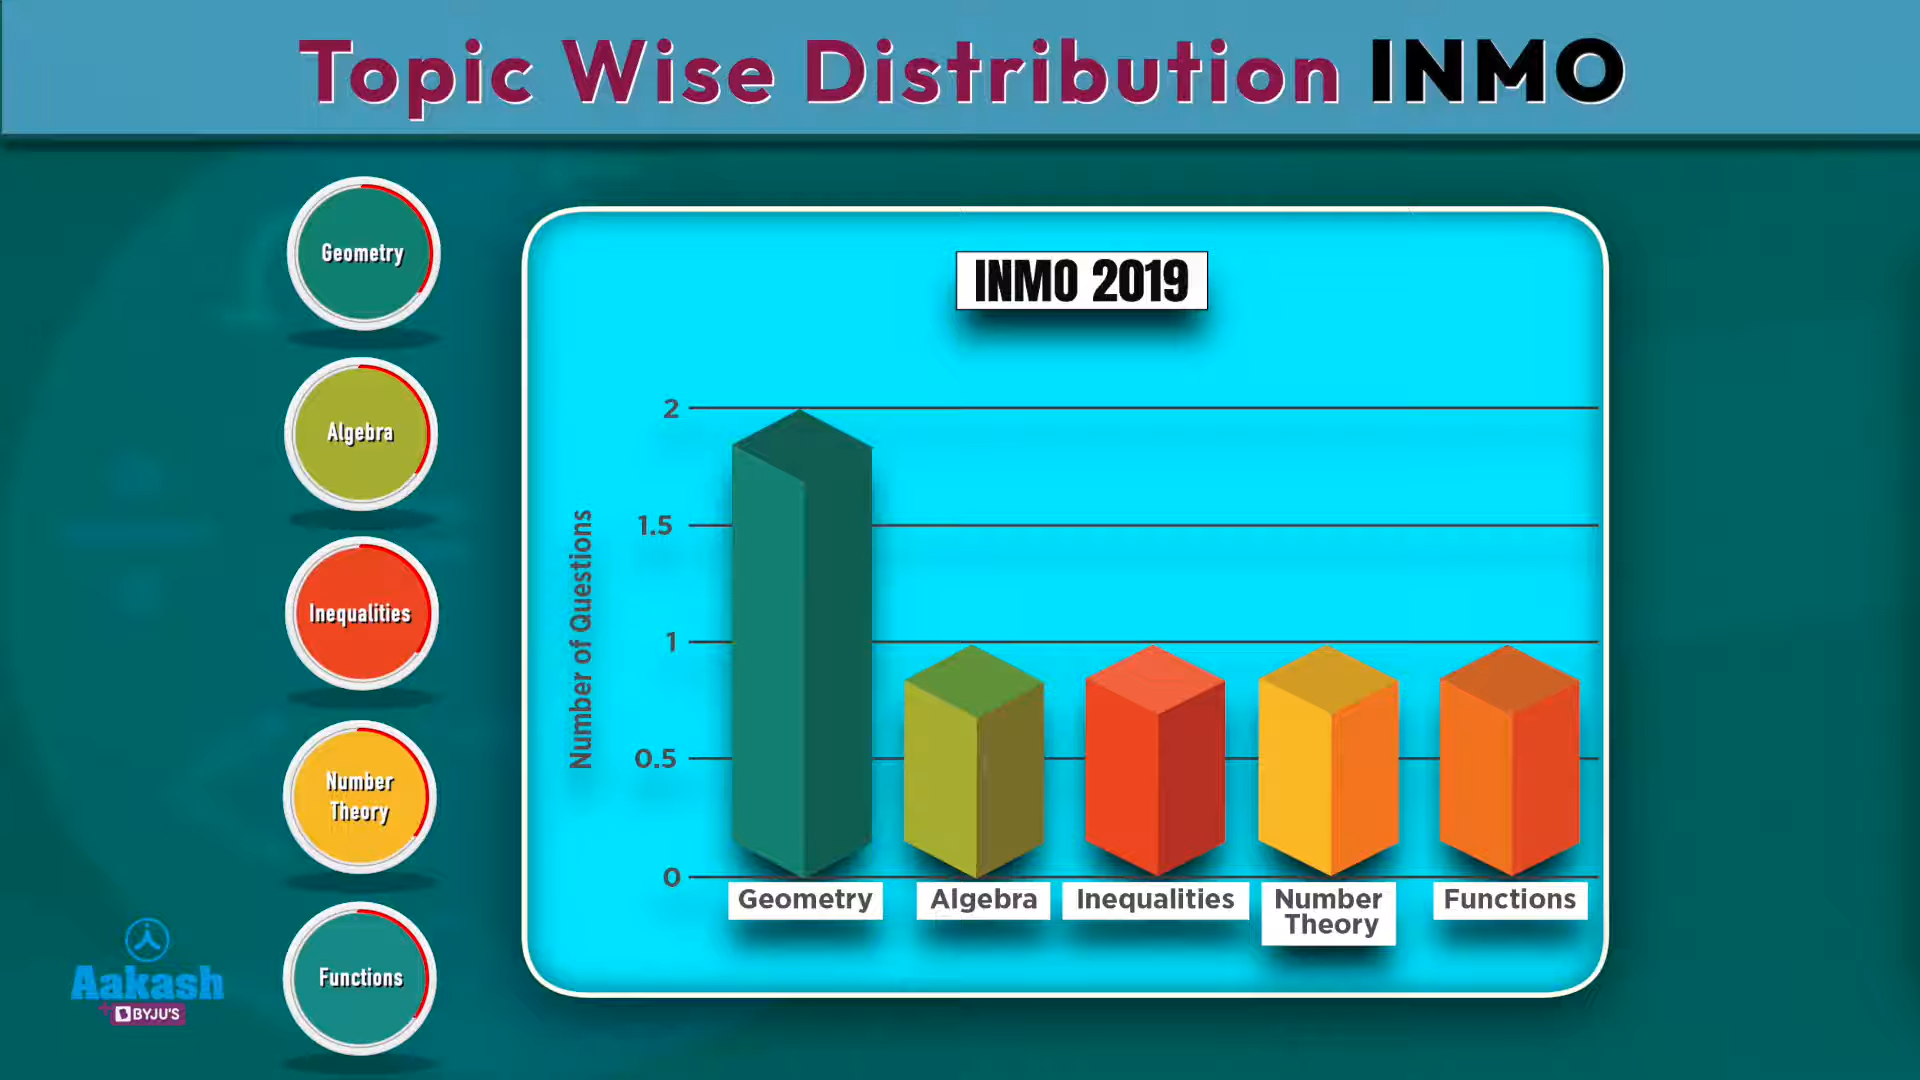 Topic Wise Distribution INMO
Geometry
Algebra
Inequalities
Number
Theory
Functions
INMO 2019
Number of Questions
2
1.5
1
0.5
0
Geometry
Algebra
Inequalities
Number
Theory
Functions
Aakash
BYJU'S